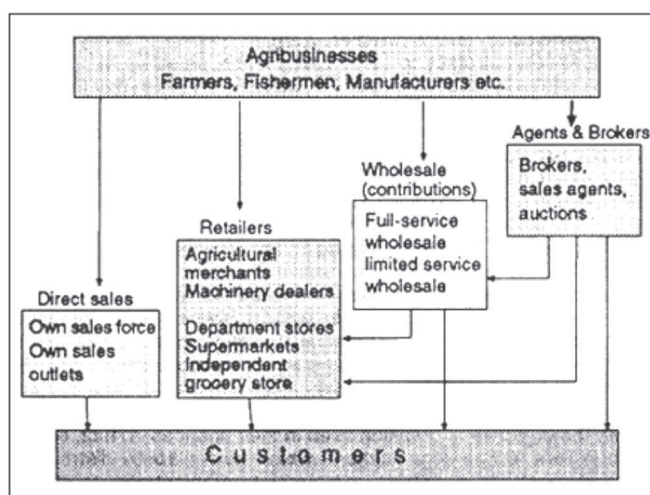 Agribusinesses
Farmers, Fishermen, Manufacturers etc.
Agents & Brokers
Brokers,
sales agents,
auctions
Wholesale
(contributions)
Full-service
wholesale
limited service
wholesale
Retailers
Agricultural
merchants
Machinery dealers
Department stores
Supermarkets
Independent
grocery store
Direct sales
Own sales force
Own sales
outlets
Customers